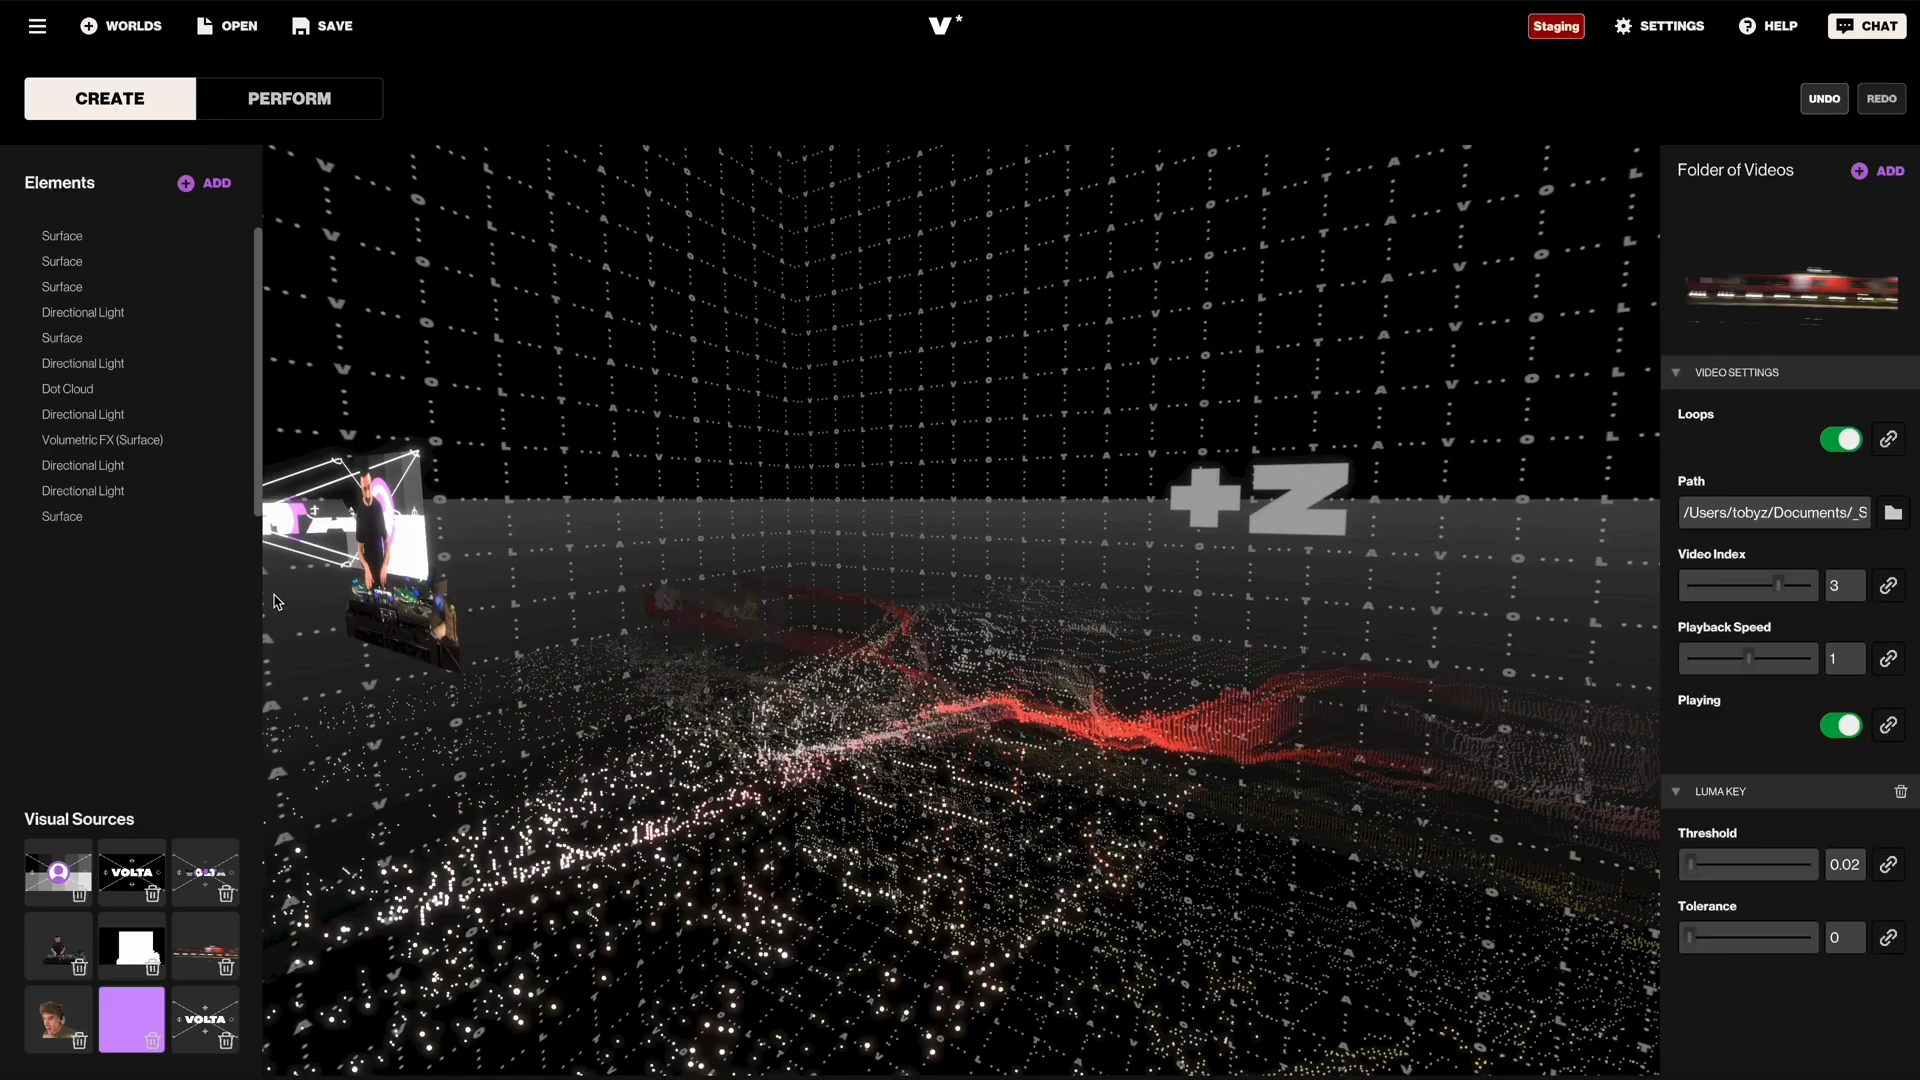 WORLDS
OPEN
SAVE
V*
Staging
SETTINGS
HELP
CHAT
CREATE
PERFORM
UNDO
REDO
Elements
ADD
Surface
Surface
Surface
Directional Light
Surface
Directional Light
Dot Cloud
Directional Light
Volumetric FX (Surface)
Directional Light
Directional Light
Surface
Visual Sources
VOLTA
VOLTA
+Z
Folder of Videos
ADD
VIDEO SETTINGS
Loops
Path
/Users/tobyz/Documents/_S
Video Index
3
Playback Speed
1
Playing
LUMA KEY
Threshold
0.02
Tolerance
0